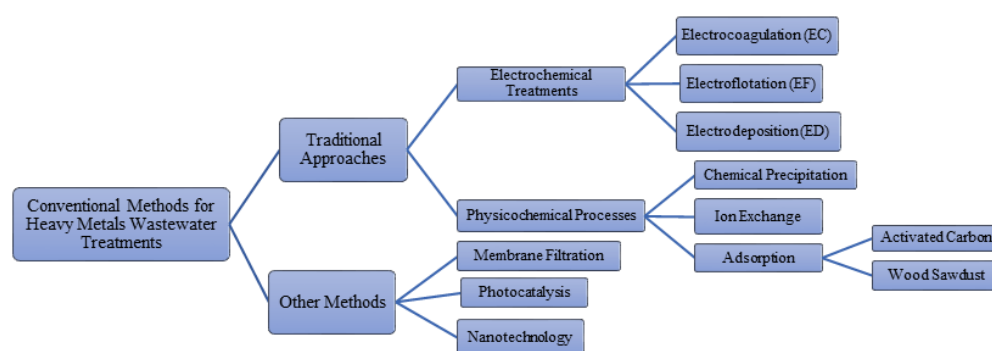 Conventional Methods for
Heavy Metals Wastewater
Treatments
Traditional
Approaches
Electrochemical
Treatments
Electrocoagulation (EC)
Electroflotation (EF)
Electrodeposition (ED)
Physicochemical Processes
Chemical Precipitation
Ion Exchange
Adsorption
Activated Carbon
Wood Sawdust
Other Methods
Membrane Filtration
Photocatalysis
Nanotechnology